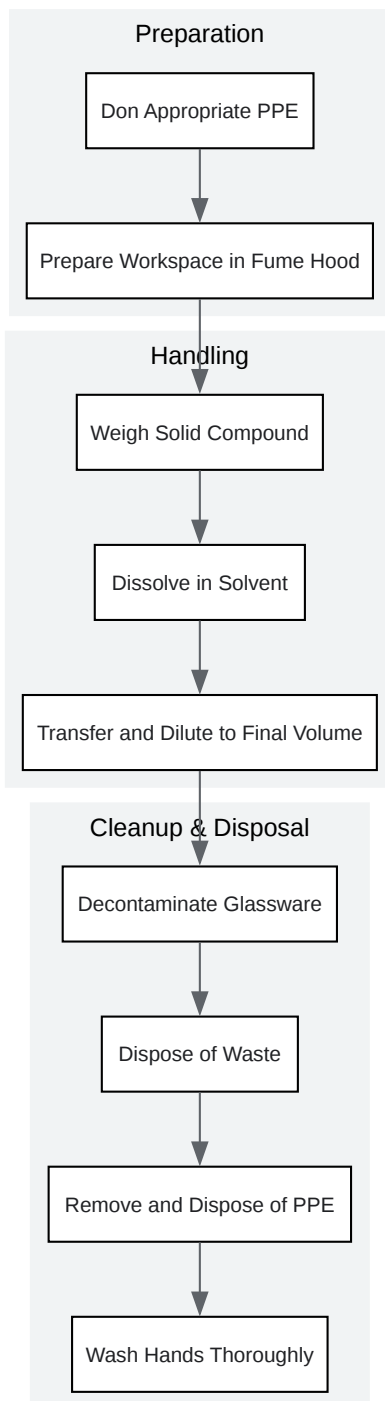 Preparation
Don Appropriate PPE
Prepare Workspace in Fume Hood
Handling
Weigh Solid Compound
Dissolve in Solvent
Transfer and Dilute to Final Volume
Cleanup & Disposal
Decontaminate Glassware
Dispose of Waste
Remove and Dispose of PPE
Wash Hands Thoroughly